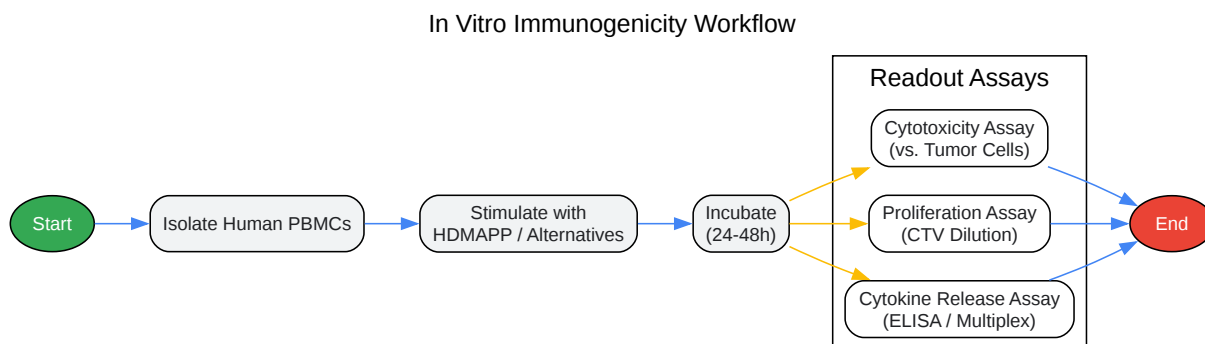 In Vitro Immunogenicity Workflow
Readout Assays
Start
Isolate Human PBMCs
Stimulate with
HDMAPP / Alternatives
Incubate
(24-48h)
Cytotoxicity Assay
(vs. Tumor Cells)
Proliferation Assay
(CTV Dilution)
Cytokine Release Assay
(ELISA / Multiplex)
End